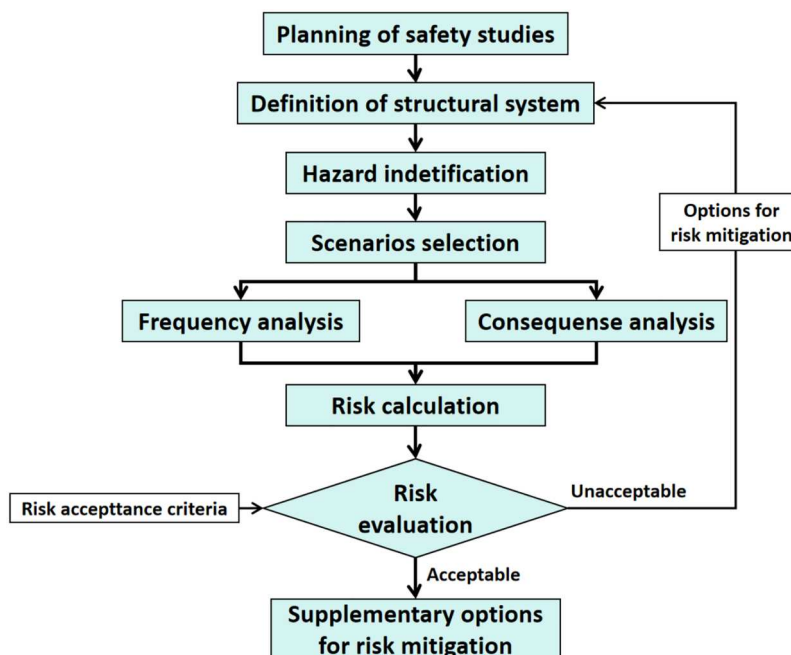 Planning of safety studies
Definition of structural system
Hazard indetification
Options for
risk mitigation
Scenarios selection
Frequency analysis
Consequense analysis
Risk calculation
Risk
evaluation
Unacceptable
Risk accepttance criteria
Acceptable
Supplementary options
for risk mitigation